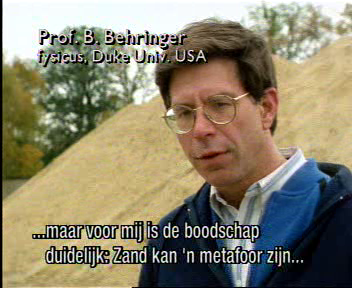 Prof. B. Behringer
fysicus, Duke Univ. USA
...maar voor mij is de boodschap
duidelijk: Zand kan 'n metafoor zijn...